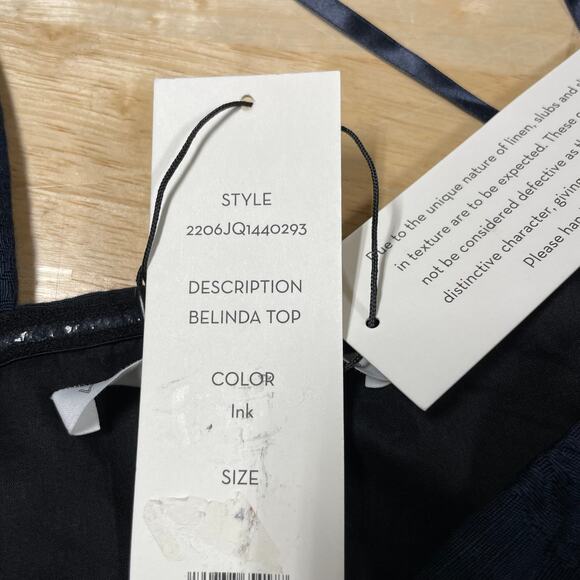 STYLE
2206JQ1440293
DESCRIPTION
BELINDA TOP
COLOR
Ink
SIZE
4
Due to the unique nature of linen, slubs and
in texture are to be expected. These
not be considered defective as
distinctive character, giving
Please